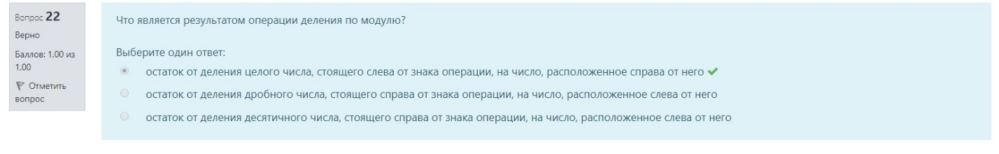 Вопрос 22
Верно
Баллов: 1,00 из
1,00
Отметить
вопрос
Что является результатом операции деления по модулю?
Выберите один ответ:
остаток от деления целого числа, стоящего слева от знака операции, на число, расположенное справа от него
остаток от деления дробного числа, стоящего справа от знака операции, на число, расположенное слева от него
остаток от деления десятичного числа, стоящего справа от знака операции, на число, расположенное слева от него